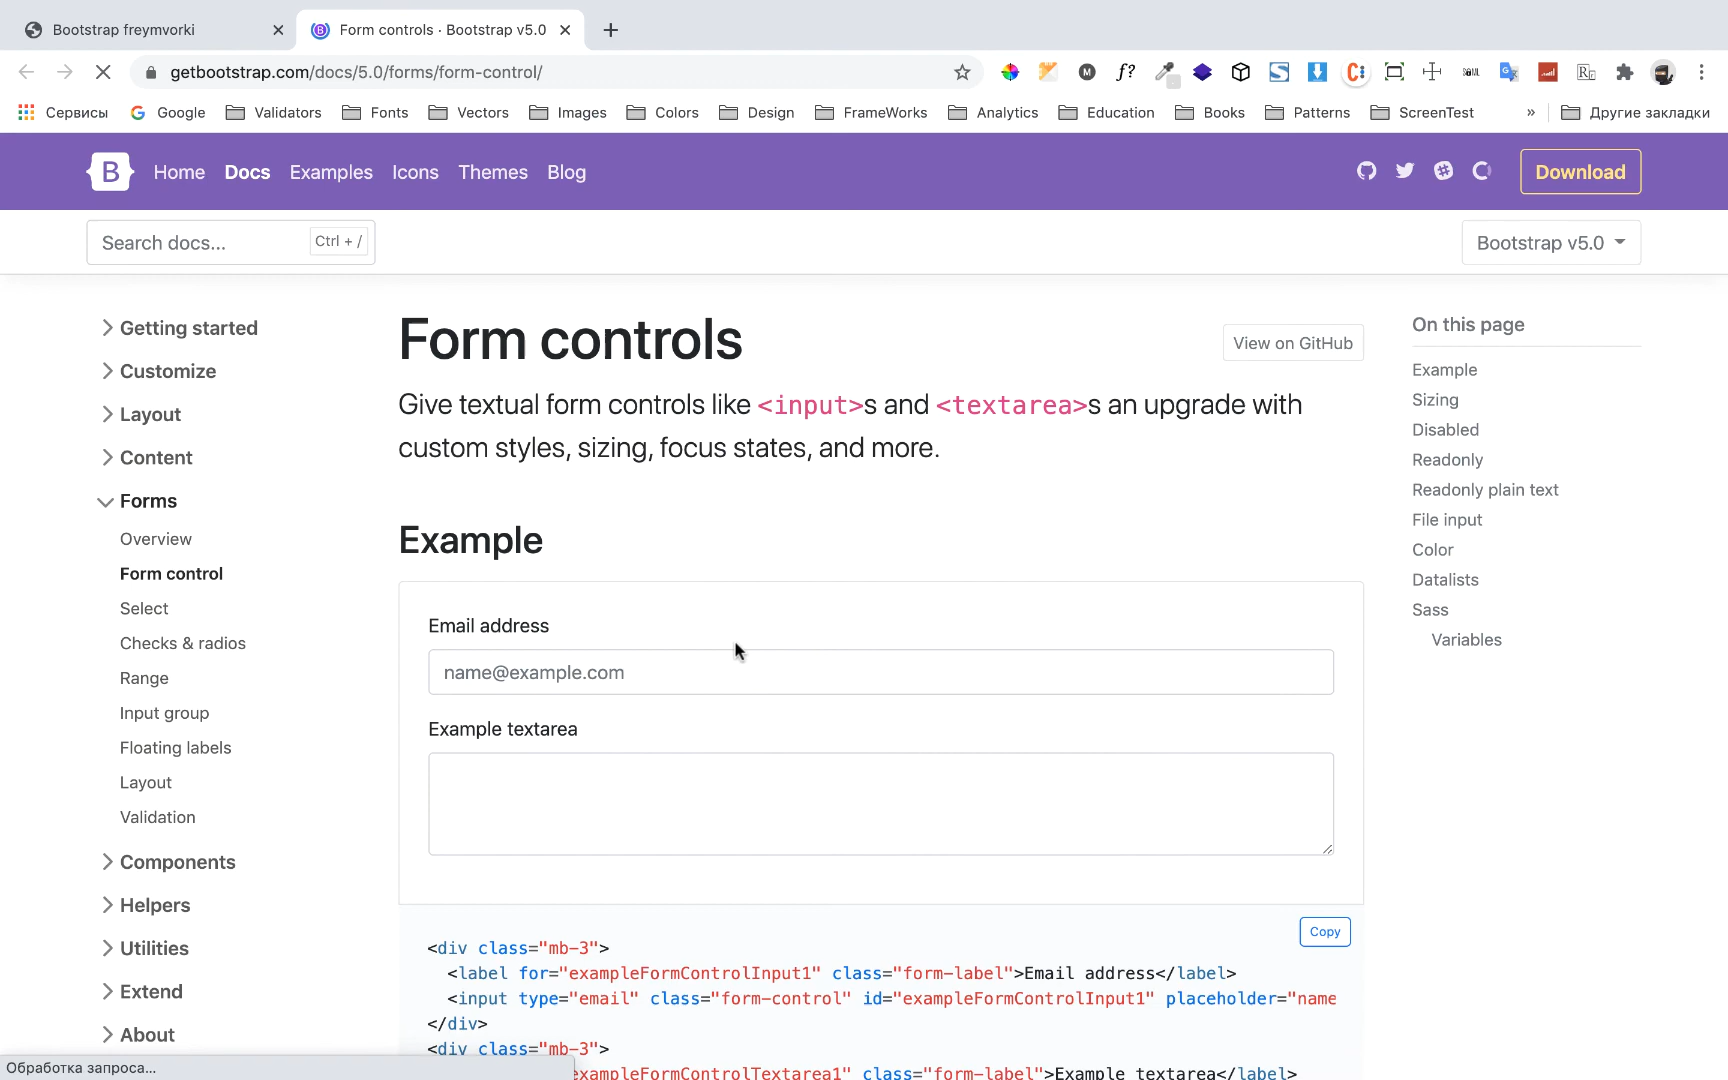 Bootstrap freymvorki
Form controls · Bootstrap v5.0
getbootstrap.com/docs/5.0/forms/form-control/
Сервисы
Google
Validators
Fonts
Vectors
Images
Colors
Design
FrameWorks
Analytics
Education
Books
Patterns
ScreenTest
»
Другие закладки
B
Home
Docs
Examples
Icons
Themes
Blog
Download
Search docs...
Ctrl + /
Bootstrap v5.0
Getting started
Customize
Layout
Content
Forms
Overview
Form control
Select
Checks & radios
Range
Input group
Floating labels
Layout
Validation
Components
Helpers
Utilities
Extend
About
Form controls
View on GitHub
Give textual form controls like <input>s and <textarea>s an upgrade with
custom styles, sizing, focus states, and more.
Example
Email address
name@example.com
Example textarea
Copy
<div class="mb-3">
<label for="exampleFormControlInput1" class="form-label">Email address</label>
<input type="email" class="form-control" id="exampleFormControlInput1" placeholder="name
</div>
<div class="mb-3">
xampleFormControlTextarea1" class="form-label">Example textarea</label>
On this page
Example
Sizing
Disabled
Readonly
Readonly plain text
File input
Color
Datalists
Sass
Variables
Обработка запроса...